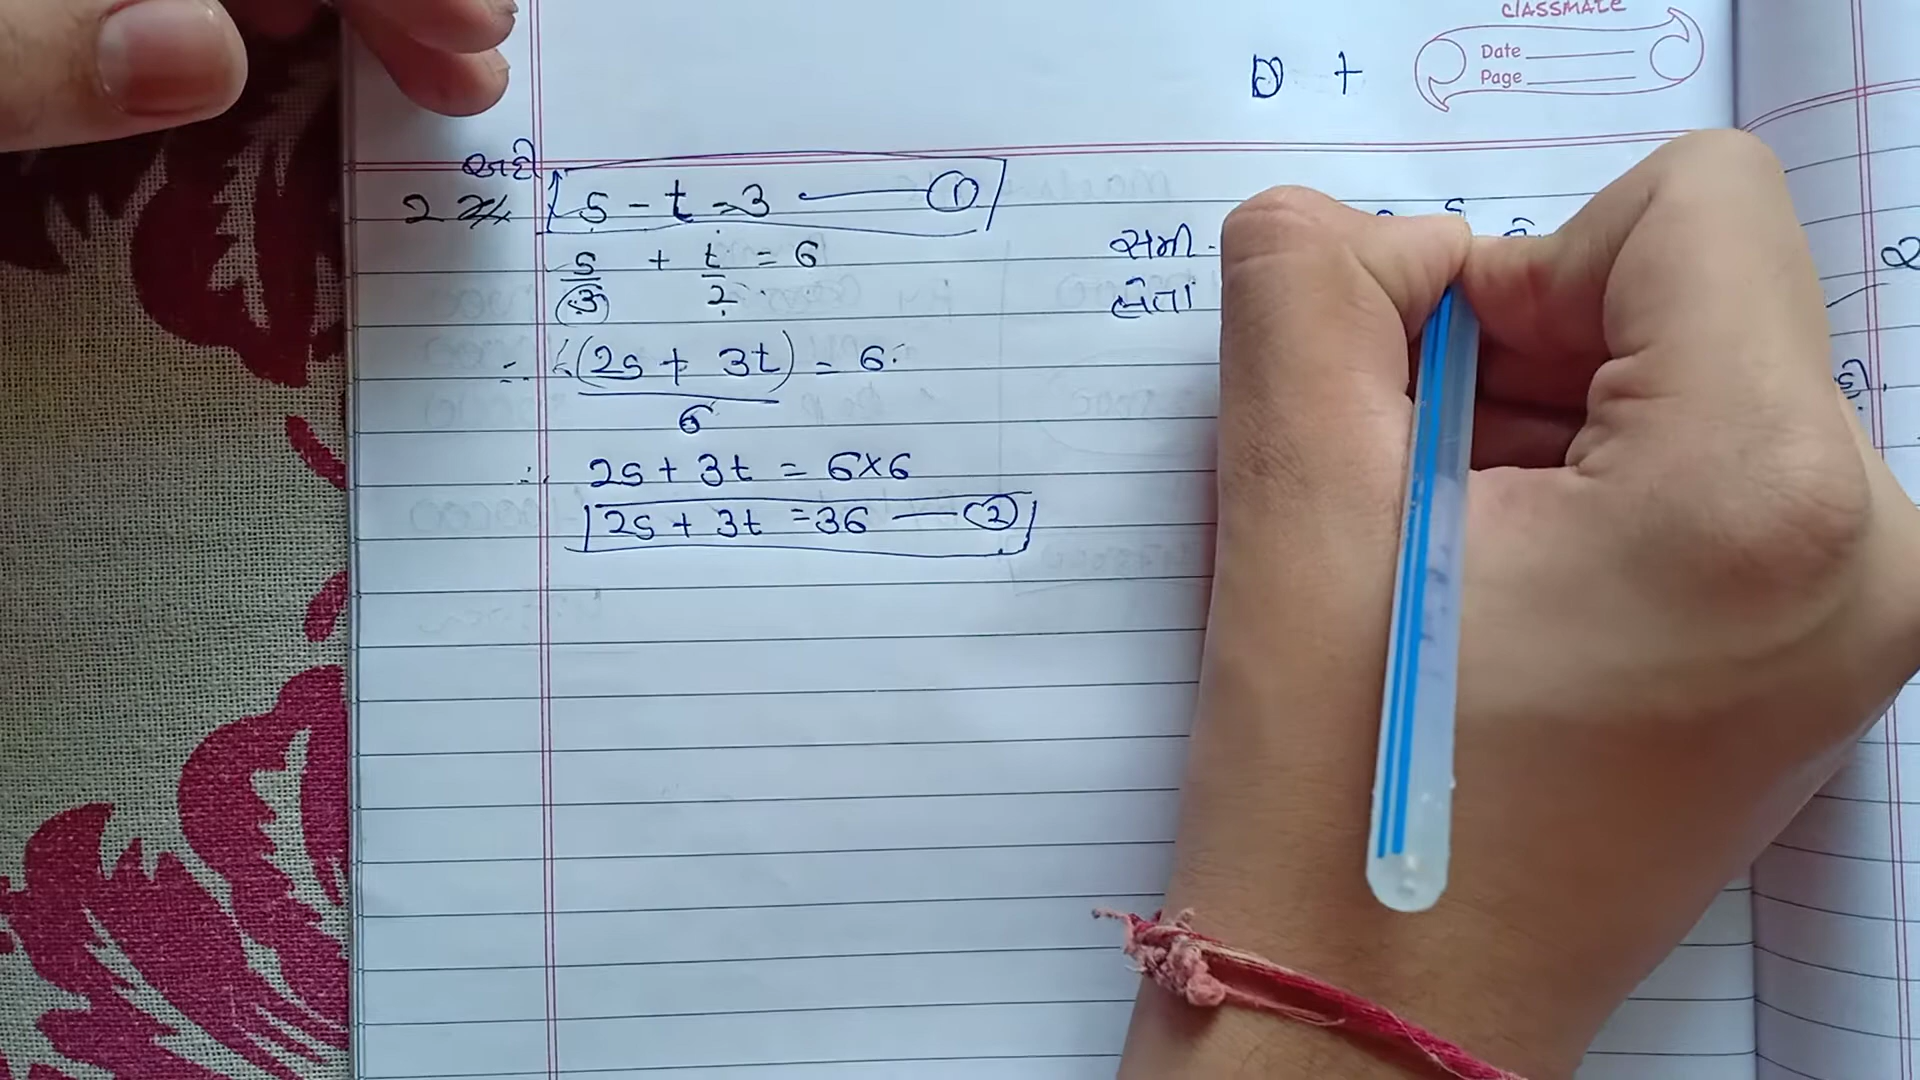 classmate
Date
Page
D +
અહીં
2 s - t = 3 — ①
s/3 + t/2 = 6
∴ (2s + 3t)/6 = 6
∴ 2s + 3t = 6×6
2s + 3t = 36 — ②
સમી.
લેતાં